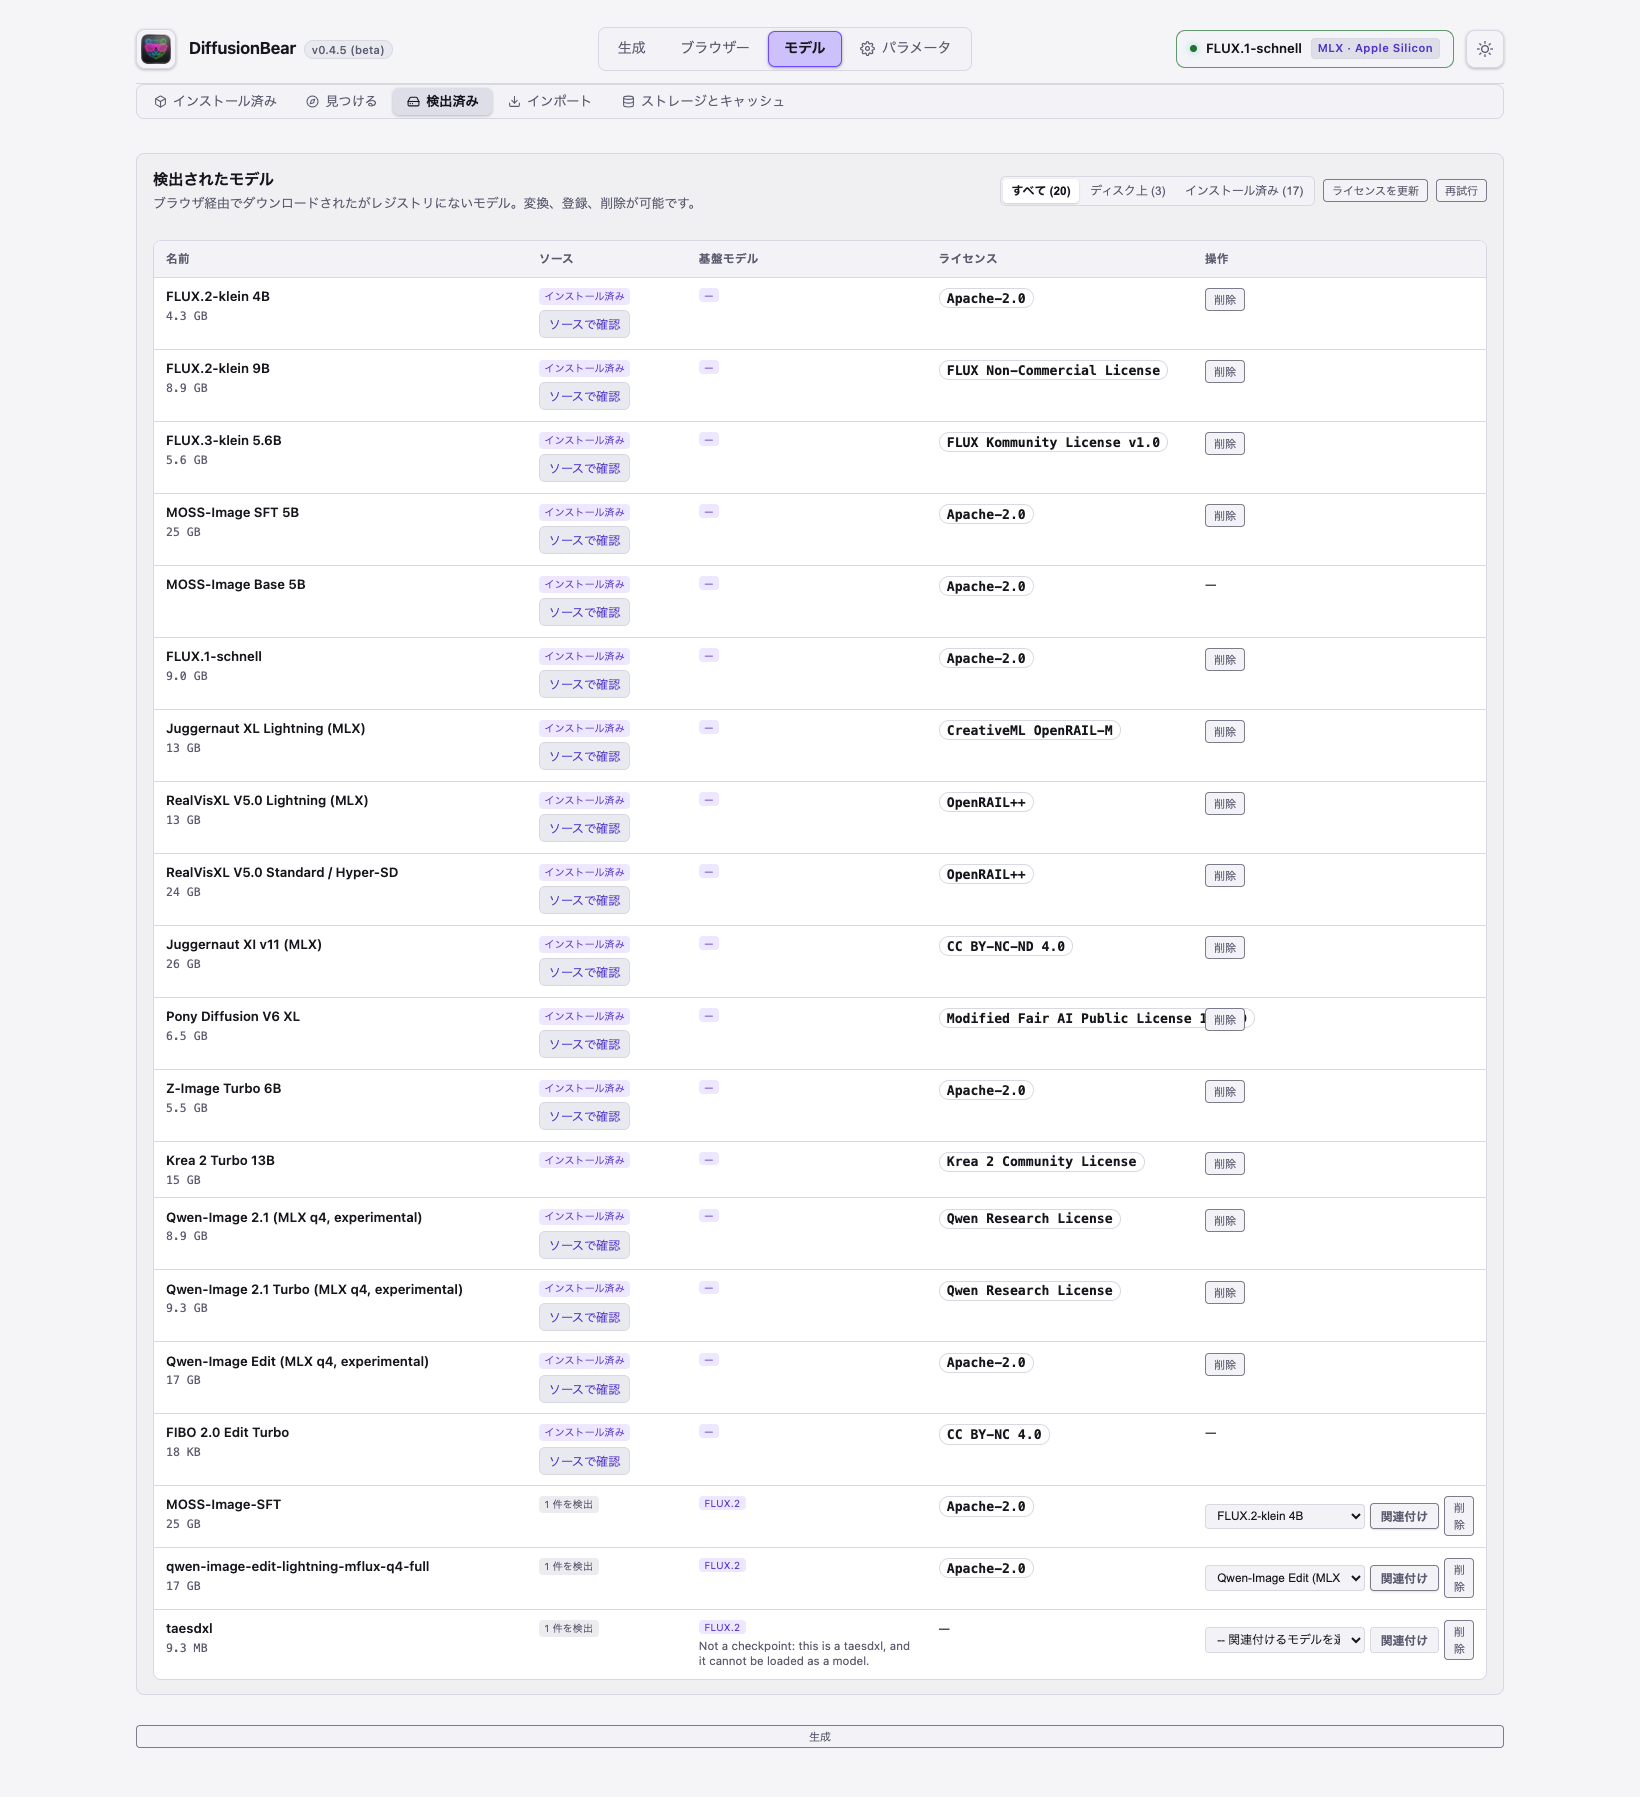 DiffusionBear v0.4.5 (beta)
生成 ブラウザー モデル パラメータ
FLUX.1-schnell MLX · Apple Silicon
インストール済み 見つける 検出済み インポート ストレージとキャッシュ
検出されたモデル
ブラウザ経由でダウンロードされたがレジストリにないモデル。変換、登録、削除が可能です。
すべて (20) ディスク上 (3) インストール済み (17) ライセンスを更新 再試行
名前 ソース 基盤モデル ライセンス 操作
FLUX.2-klein 4B インストール済み — Apache-2.0 削除
4.3 GB ソースで確認
FLUX.2-klein 9B インストール済み — FLUX Non-Commercial License 削除
8.9 GB ソースで確認
FLUX.3-klein 5.6B インストール済み — FLUX Kommunity License v1.0 削除
5.6 GB ソースで確認
MOSS-Image SFT 5B インストール済み — Apache-2.0 削除
25 GB ソースで確認
MOSS-Image Base 5B インストール済み — Apache-2.0 —
ソースで確認
FLUX.1-schnell インストール済み — Apache-2.0 削除
9.0 GB ソースで確認
Juggernaut XL Lightning (MLX) インストール済み — CreativeML OpenRAIL-M 削除
13 GB ソースで確認
RealVisXL V5.0 Lightning (MLX) インストール済み — OpenRAIL++ 削除
13 GB ソースで確認
RealVisXL V5.0 Standard / Hyper-SD インストール済み — OpenRAIL++ 削除
24 GB ソースで確認
Juggernaut XI v11 (MLX) インストール済み — CC BY-NC-ND 4.0 削除
26 GB ソースで確認
Pony Diffusion V6 XL インストール済み — Modified Fair AI Public License 削除
6.5 GB ソースで確認
Z-Image Turbo 6B インストール済み — Apache-2.0 削除
5.5 GB ソースで確認
Krea 2 Turbo 13B インストール済み — Krea 2 Community License 削除
15 GB
Qwen-Image 2.1 (MLX q4, experimental) インストール済み — Qwen Research License 削除
8.9 GB ソースで確認
Qwen-Image 2.1 Turbo (MLX q4, experimental) インストール済み — Qwen Research License 削除
9.3 GB ソースで確認
Qwen-Image Edit (MLX q4, experimental) インストール済み — Apache-2.0 削除
17 GB ソースで確認
FIBO 2.0 Edit Turbo インストール済み — CC BY-NC 4.0 —
18 KB ソースで確認
MOSS-Image-SFT 1 件を検出 FLUX.2 Apache-2.0 FLUX.2-klein 4B 関連付け 削除
25 GB
qwen-image-edit-lightning-mflux-q4-full 1 件を検出 FLUX.2 Apache-2.0 Qwen-Image Edit (MLX 関連付け 削除
17 GB
taesdxl 1 件を検出 FLUX.2 — -- 関連付けるモデルを 関連付け 削除
9.3 MB Not a checkpoint: this is a taesdxl, and
it cannot be loaded as a model.
生成